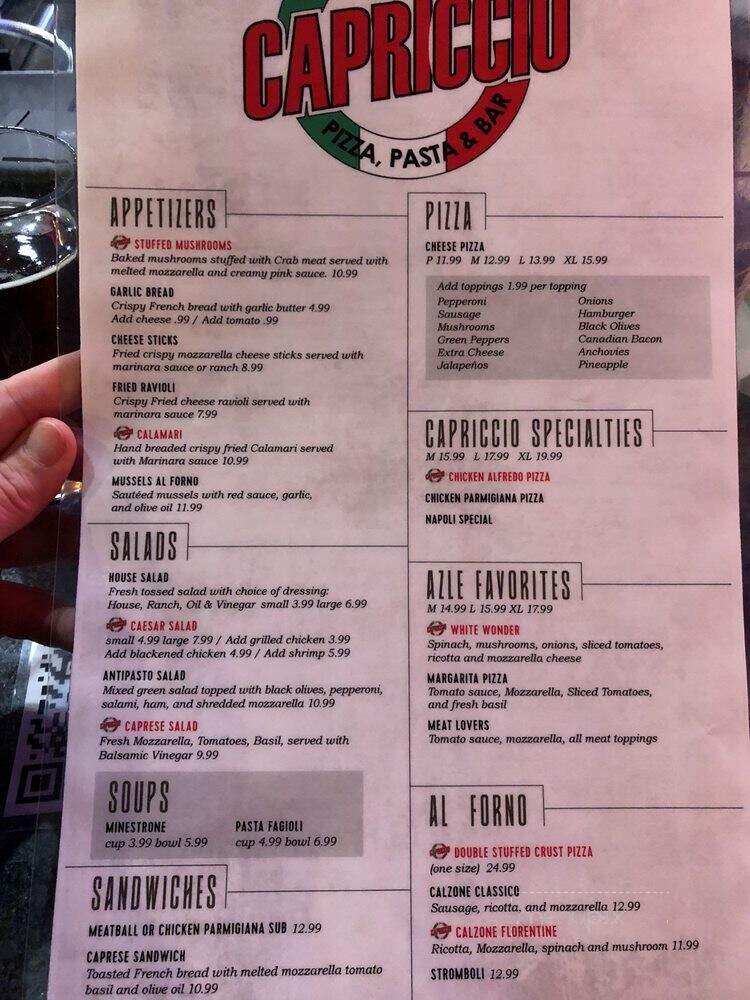 CAPRICCIO
PIZZA, PASTA & BAR
APPETIZERS
STUFFED MUSHROOMS
Baked mushrooms stuffed with Crab meat served with
melted mozzarella and creamy pink sauce. 10.99
GARLIC BREAD
Crispy French bread with garlic butter 4.99
Add cheese .99 / Add tomato .99
CHEESE STICKS
Fried crispy mozzarella cheese sticks served with
marinara sauce or ranch 8.99
FRIED RAVIOLI
Crispy Fried cheese ravioli served with
marinara sauce 7.99
CALAMARI
Hand breaded crispy fried Calamari served
with Marinara sauce 10.99
MUSSELS AL FORNO
Sautéed mussels with red sauce, garlic,
and olive oil 11.99
SALADS
HOUSE SALAD
Fresh tossed salad with choice of dressing:
House, Ranch, Oil & Vinegar small 3.99 large 6.99
CAESAR SALAD
small 4.99 large 7.99 / Add grilled chicken 3.99
Add blackened chicken 4.99 / Add shrimp 5.99
ANTIPASTO SALAD
Mixed green salad topped with black olives, pepperoni,
salami, ham, and shredded mozzarella 10.99
CAPRESE SALAD
Fresh Mozzarella, Tomatoes, Basil, served with
Balsamic Vinegar 9.99
SOUPS
MINESTRONE
cup 3.99 bowl 5.99
PASTA FAGIOLI
cup 4.99 bowl 6.99
SANDWICHES
MEATBALL OR CHICKEN PARMIGIANA SUB 12.99
CAPRESE SANDWICH
Toasted French bread with melted mozzarella tomato
basil and olive oil 10.99
PIZZA
CHEESE PIZZA
P 11.99 M 12.99 L 13.99 XL 15.99
Add toppings 1.99 per topping
Pepperoni
Sausage
Mushrooms
Green Peppers
Extra Cheese
Jalapeños
Onions
Hamburger
Black Olives
Canadian Bacon
Anchovies
Pineapple
CAPRICCIO SPECIALTIES
M 15.99 L 17.99 XL 19.99
CHICKEN ALFREDO PIZZA
CHICKEN PARMIGIANA PIZZA
NAPOLI SPECIAL
AZLE FAVORITES
M 14.99 L 15.99 XL 17.99
WHITE WONDER
Spinach, mushrooms, onions, sliced tomatoes,
ricotta and mozzarella cheese
MARGARITA PIZZA
Tomato sauce, Mozzarella, Sliced Tomatoes,
and fresh basil
MEAT LOVERS
Tomato sauce, mozzarella, all meat toppings
AL FORNO
DOUBLE STUFFED CRUST PIZZA
(one size) 24.99
CALZONE CLASSICO
Sausage, ricotta, and mozzarella 12.99
CALZONE FLORENTINE
Ricotta, Mozzarella, spinach and mushroom 11.99
STROMBOLI 12.99